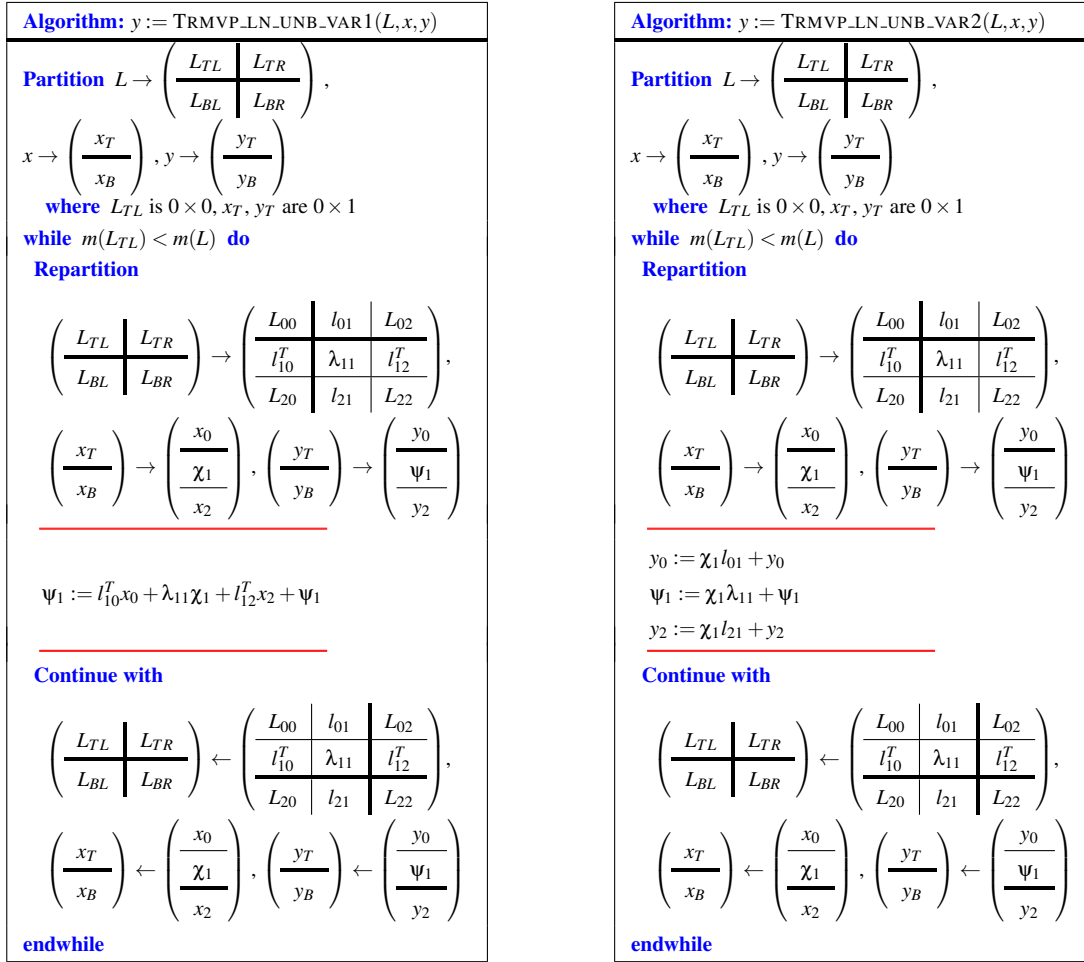 Algorithm: y := TRMVP_LN_UNB_VAR1(L,x,y)
Partition L → ( L_TL L_TR
L_BL L_BR ) ,
x → ( x_T
x_B ) , y → ( y_T
y_B )
where L_TL is 0 × 0, x_T, y_T are 0 × 1
while m(L_TL) < m(L) do
Repartition
( L_TL L_TR
L_BL L_BR ) → ( L_00 l_01 L_02
l_10^T λ_11 l_12^T
L_20 l_21 L_22 ) ,
( x_T
x_B ) → ( x_0
χ_1
x_2 ) , ( y_T
y_B ) → ( y_0
ψ_1
y_2 )
ψ_1 := l_10^T x_0 + λ_11 χ_1 + l_12^T x_2 + ψ_1
Continue with
( L_TL L_TR
L_BL L_BR ) ← ( L_00 l_01 L_02
l_10^T λ_11 l_12^T
L_20 l_21 L_22 ) ,
( x_T
x_B ) ← ( x_0
χ_1
x_2 ) , ( y_T
y_B ) ← ( y_0
ψ_1
y_2 )
endwhile
Algorithm: y := TRMVP_LN_UNB_VAR2(L,x,y)
Partition L → ( L_TL L_TR
L_BL L_BR ) ,
x → ( x_T
x_B ) , y → ( y_T
y_B )
where L_TL is 0 × 0, x_T, y_T are 0 × 1
while m(L_TL) < m(L) do
Repartition
( L_TL L_TR
L_BL L_BR ) → ( L_00 l_01 L_02
l_10^T λ_11 l_12^T
L_20 l_21 L_22 ) ,
( x_T
x_B ) → ( x_0
χ_1
x_2 ) , ( y_T
y_B ) → ( y_0
ψ_1
y_2 )
y_0 := χ_1 l_01 + y_0
ψ_1 := χ_1 λ_11 + ψ_1
y_2 := χ_1 l_21 + y_2
Continue with
( L_TL L_TR
L_BL L_BR ) ← ( L_00 l_01 L_02
l_10^T λ_11 l_12^T
L_20 l_21 L_22 ) ,
( x_T
x_B ) ← ( x_0
χ_1
x_2 ) , ( y_T
y_B ) ← ( y_0
ψ_1
y_2 )
endwhile